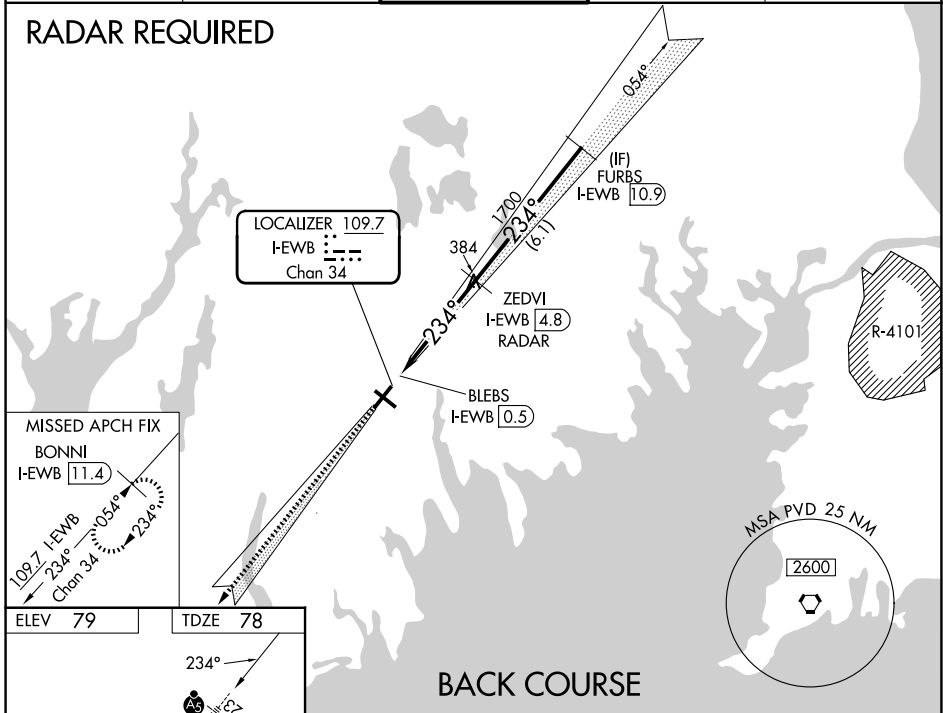 RADAR REQUIRED
054°
(IF)
FURBS
I-EWB 10.9
1700
234°
(6.1)
LOCALIZER 109.7
I-EWB
Chan 34
384
ZEDVI
I-EWB 4.8
RADAR
234°
R-4101
BLEBS
I-EWB 0.5
MISSED APCH FIX
BONNI
I-EWB 11.4
054°
234°
109.7 I-EWB
234°
Chan 34
MSA PVD 25 NM
2600
ELEV 79
TDZE 78
234°
A5
BACK COURSE